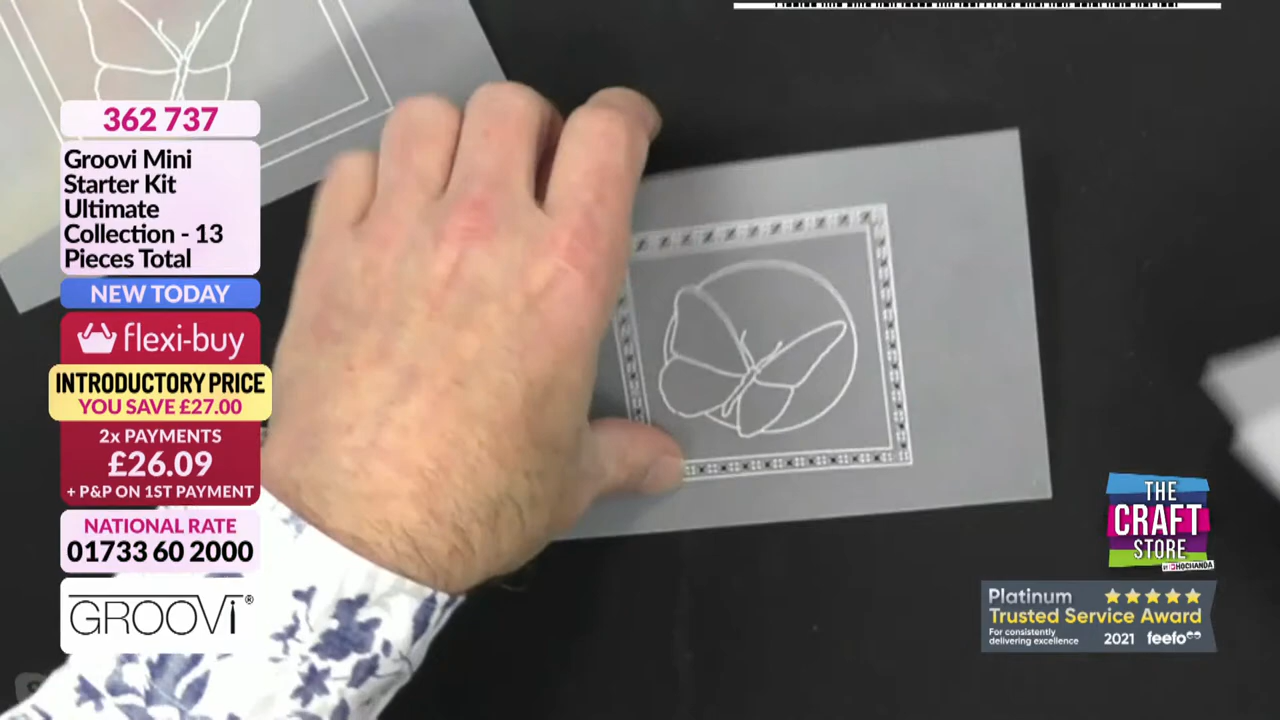 362 737
Groovi Mini
Starter Kit
Ultimate
Collection - 13
Pieces Total
NEW TODAY
flexi-buy
INTRODUCTORY PRICE
YOU SAVE £27.00
2x PAYMENTS
£26.09
+ P&P ON 1ST PAYMENT
NATIONAL RATE
01733 60 2000
GROOVi®
THE
CRAFT
STORE
BY HOCHANDA
Platinum
Trusted Service Award
For consistently
delivering excellence
2021 feefo